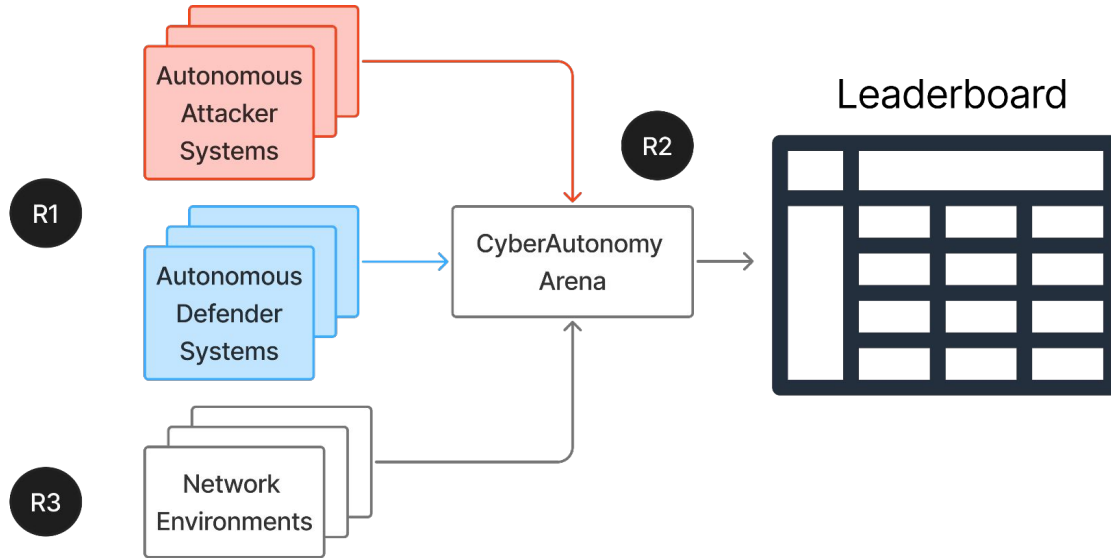 Autonomous
Attacker
Systems
R1
Autonomous
Defender
Systems
R3
Network
Environments
R2
CyberAutonomy
Arena
Leaderboard